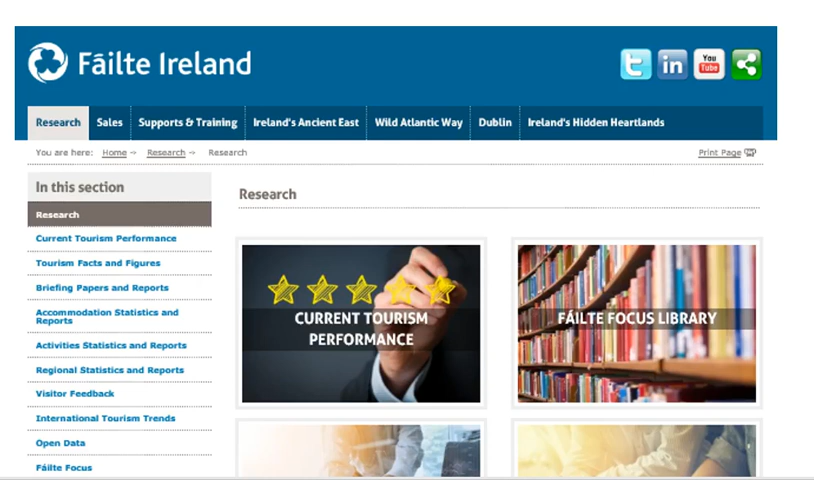 Fáilte Ireland
You Tube
Research Sales Supports & Training Ireland's Ancient East Wild Atlantic Way Dublin Ireland's Hidden Heartlands
You are here: Home Research Research
Print Page
In this section
Research
Current Tourism Performance
Tourism Facts and Figures
Briefing Papers and Reports
Accommodation Statistics and
Reports
Activities Statistics and Reports
Regional Statistics and Reports
Visitor Feedback
International Tourism Trends
Open Data
Fáilte Focus
Research
CURRENT TOURISM
PERFORMANCE
FÁILTE FOCUS LIBRARY